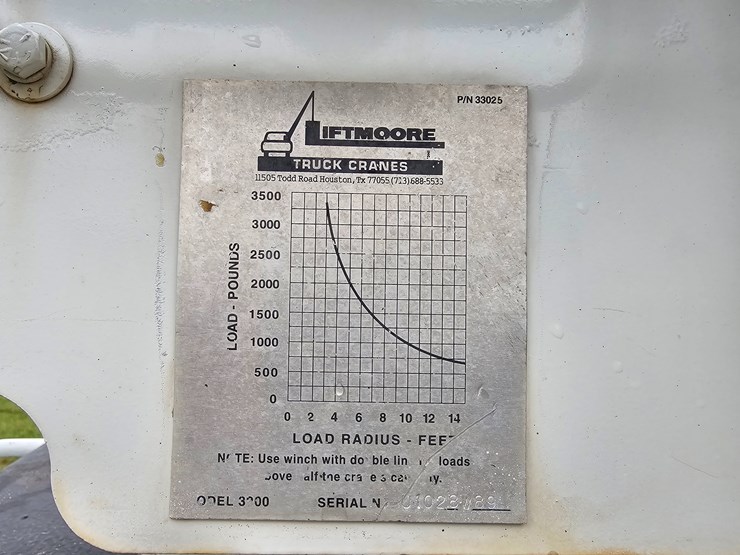 P/N 33025
LIFTMOORE
TRUCK CRANES
11505 Todd Road Houston, Tx 77055 (713)688-5533
3500
3000
2500
2000
1500
1000
500
0
LOAD - POUNDS
0 2 4 6 8 10 12 14
LOAD RADIUS - FEET
TE: Use winch with loads
SERIAL N